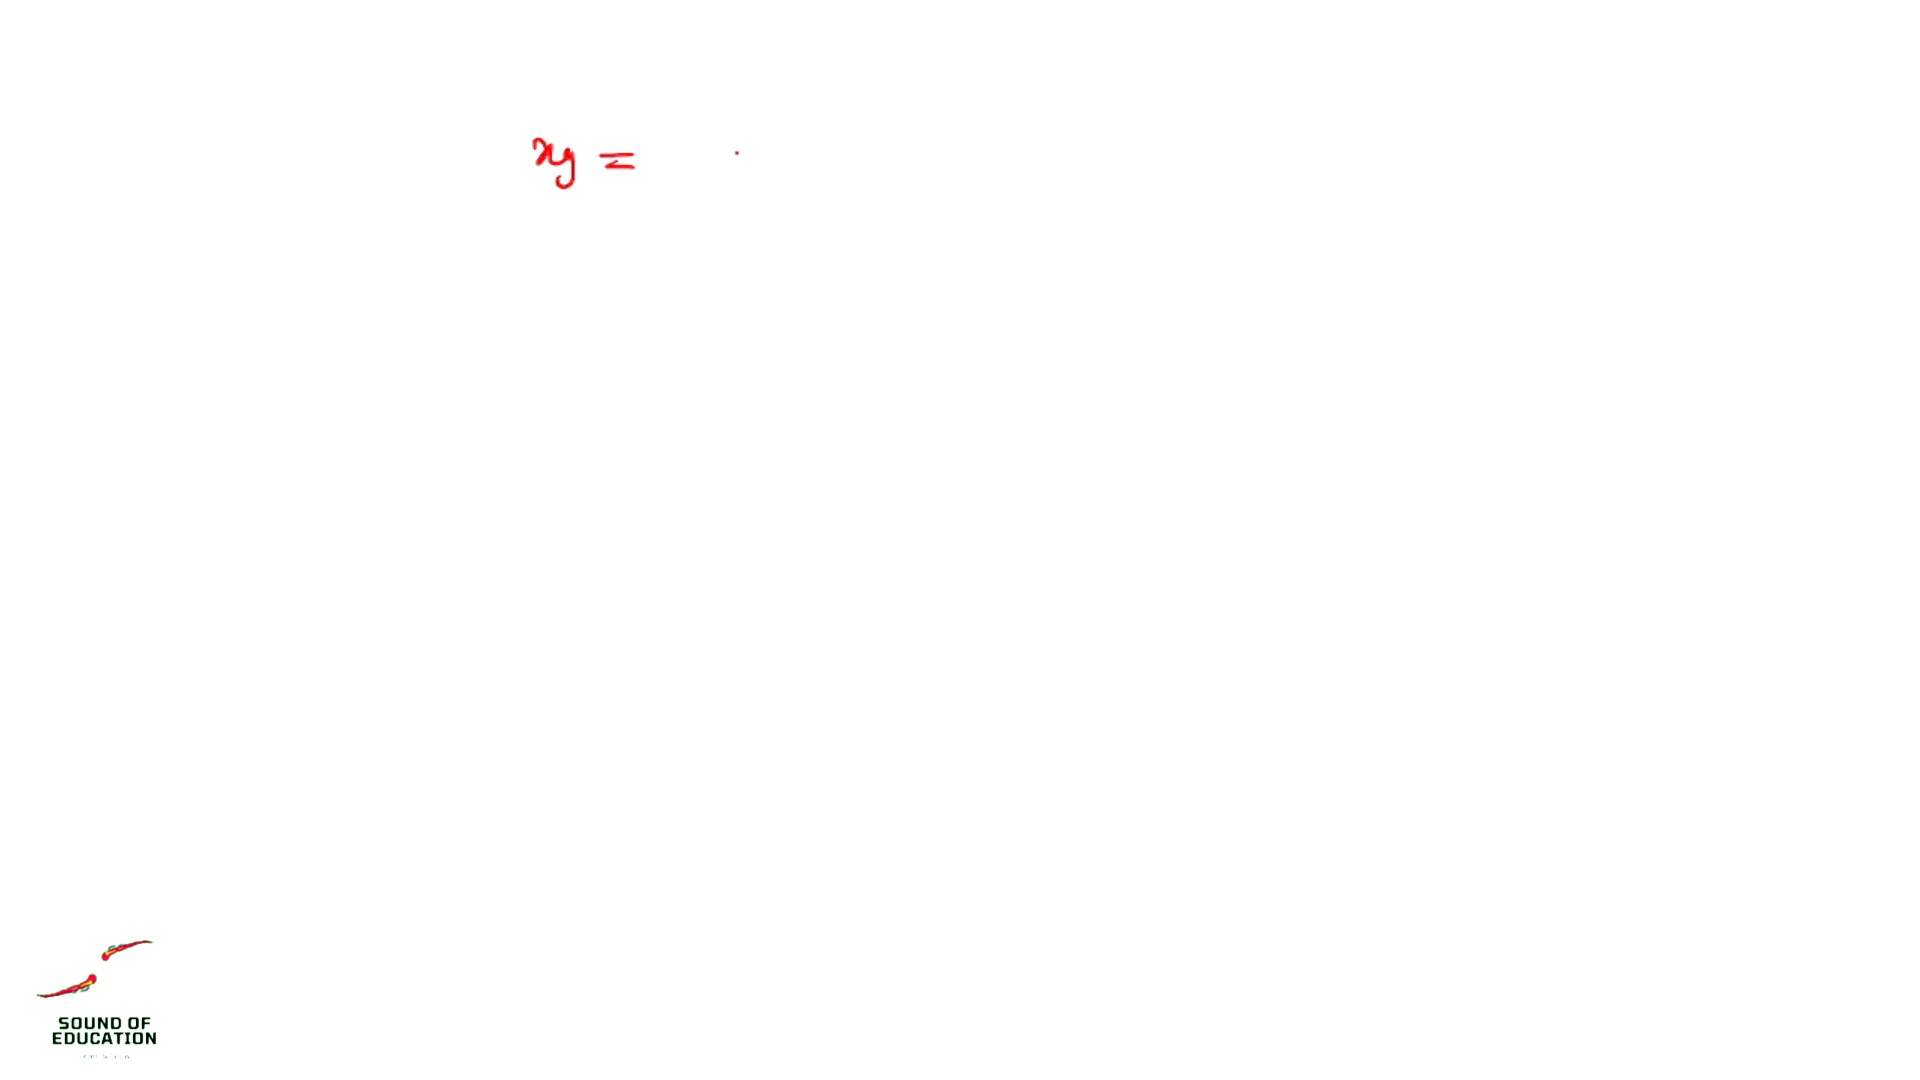 xy =
SOUND OF
EDUCATION